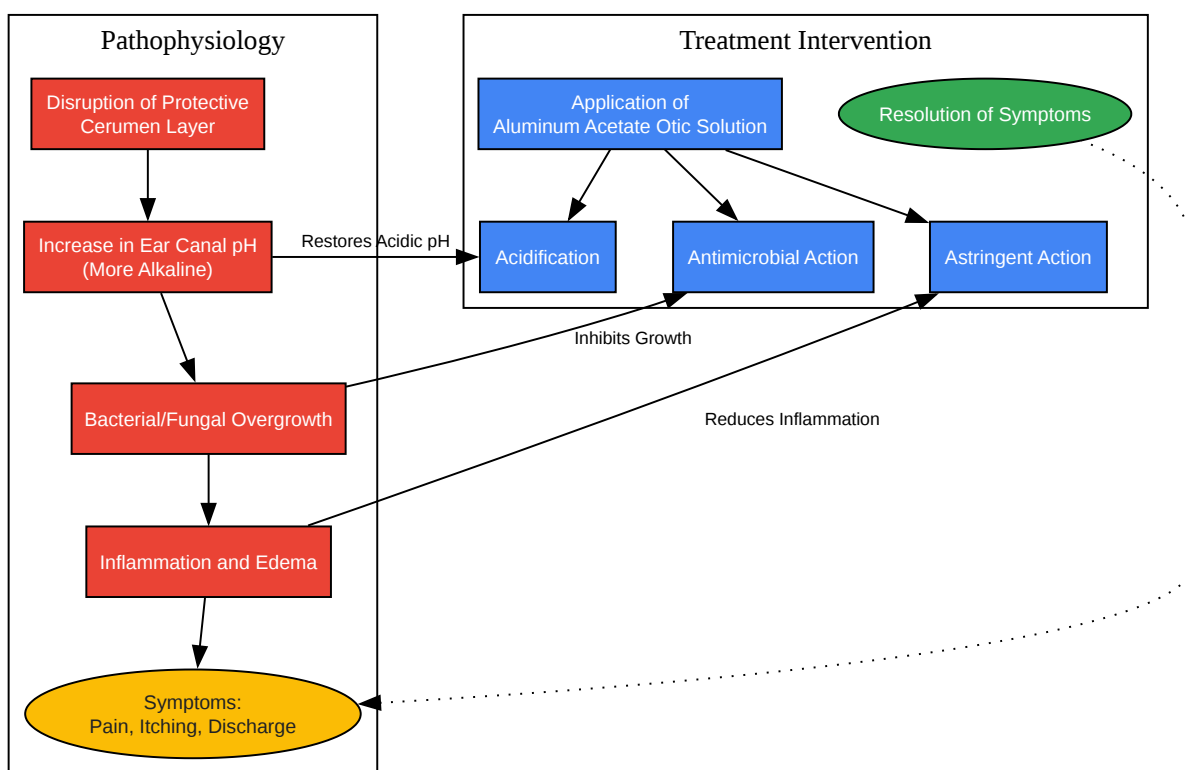 Pathophysiology
Disruption of Protective
Cerumen Layer
Increase in Ear Canal pH
(More Alkaline)
Bacterial/Fungal Overgrowth
Inflammation and Edema
Symptoms:
Pain, Itching, Discharge
Treatment Intervention
Application of
Aluminum Acetate Otic Solution
Resolution of Symptoms
Acidification
Antimicrobial Action
Astringent Action
Restores Acidic pH
Inhibits Growth
Reduces Inflammation